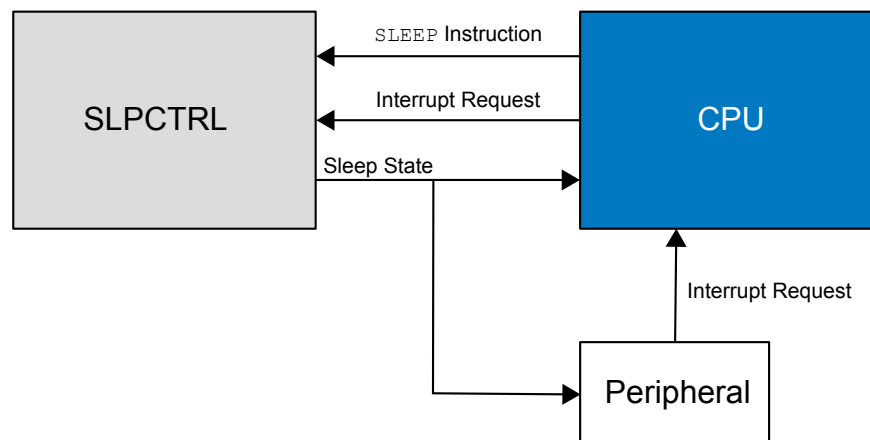 SLEEP Instruction
SLPCTRL
Interrupt Request
CPU
Sleep State
Interrupt Request
Peripheral